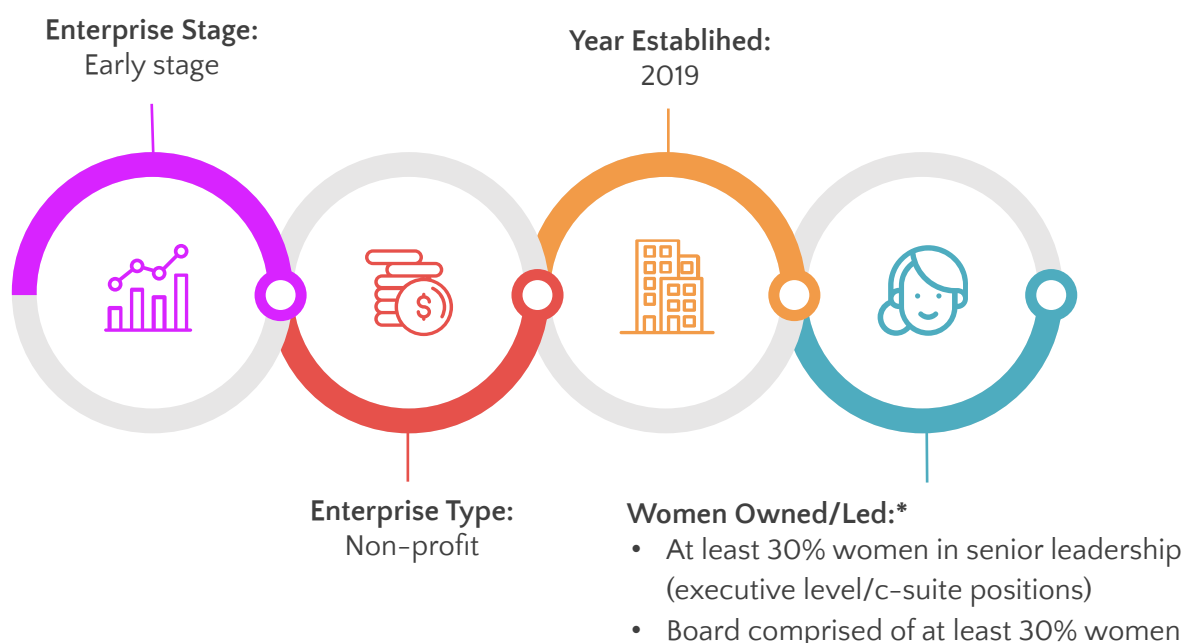 Enterprise Stage:
Early stage
Year Establihed:
2019
$
Enterprise Type:
Non-profit
Women Owned/Led:*
• At least 30% women in senior leadership
(executive level/c-suite positions)
• Board comprised of at least 30% women